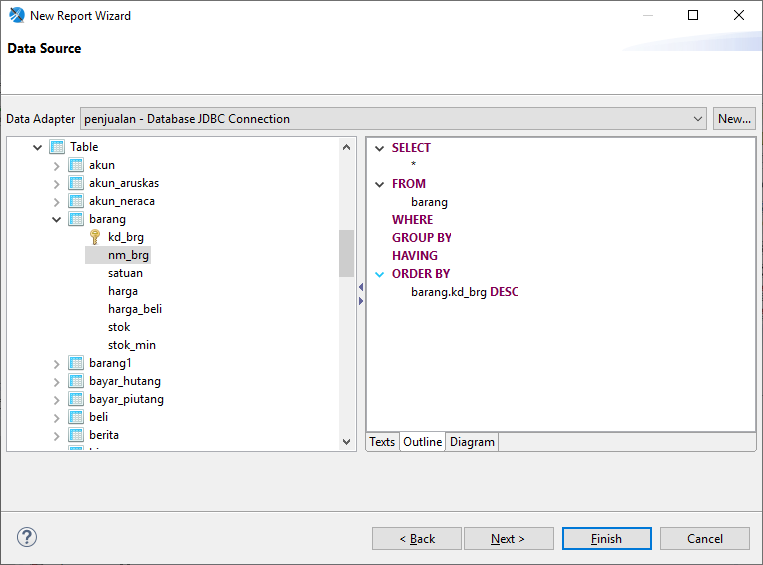 New Report Wizard
Data Source
Data Adapter penjualan - Database JDBC Connection New...
Table
akun
akun_aruskas
akun_neraca
barang
kd_brg
nm_brg
satuan
harga
harga_beli
stok
stok_min
barang1
bayar_hutang
bayar_piutang
beli
berita
SELECT
*
FROM
barang
WHERE
GROUP BY
HAVING
ORDER BY
barang.kd_brg DESC
Texts Outline Diagram
?
< Back Next > Finish Cancel